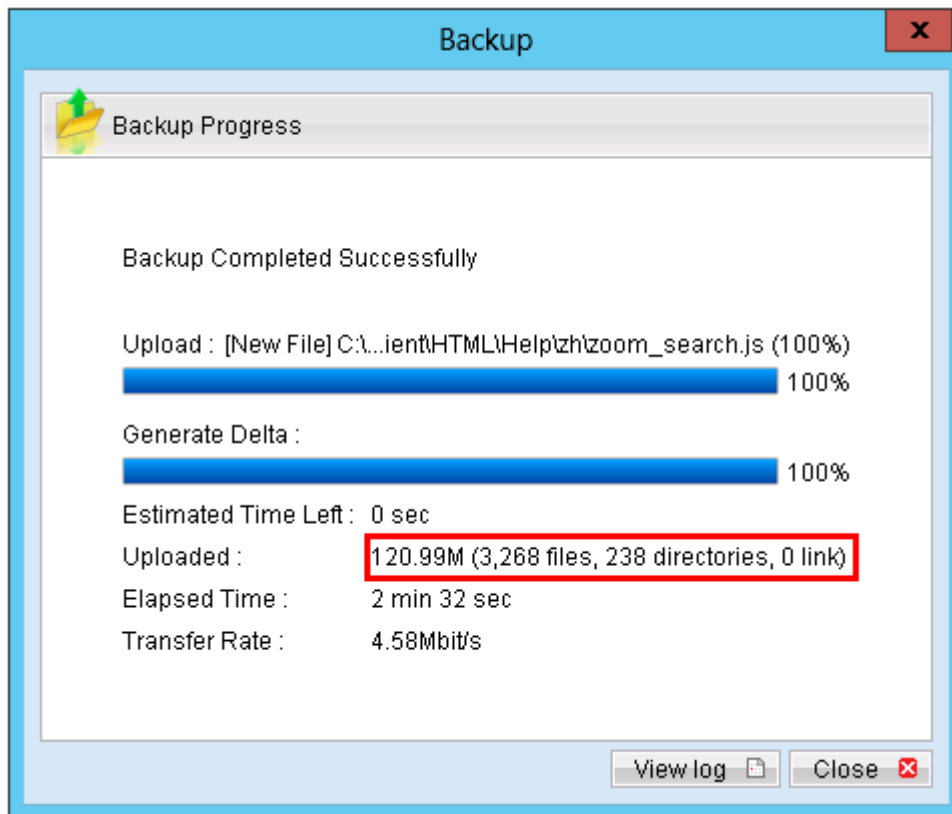 Backup
x
Backup Progress
Backup Completed Successfully
Upload : [New File] C:\...ient\HTML\Help\zh\zoom_search.js (100%)
100%
Generate Delta :
100%
Estimated Time Left : 0 sec
Uploaded : 120.99M (3,268 files, 238 directories, 0 link)
Elapsed Time : 2 min 32 sec
Transfer Rate : 4.58Mbit/s
View log Close